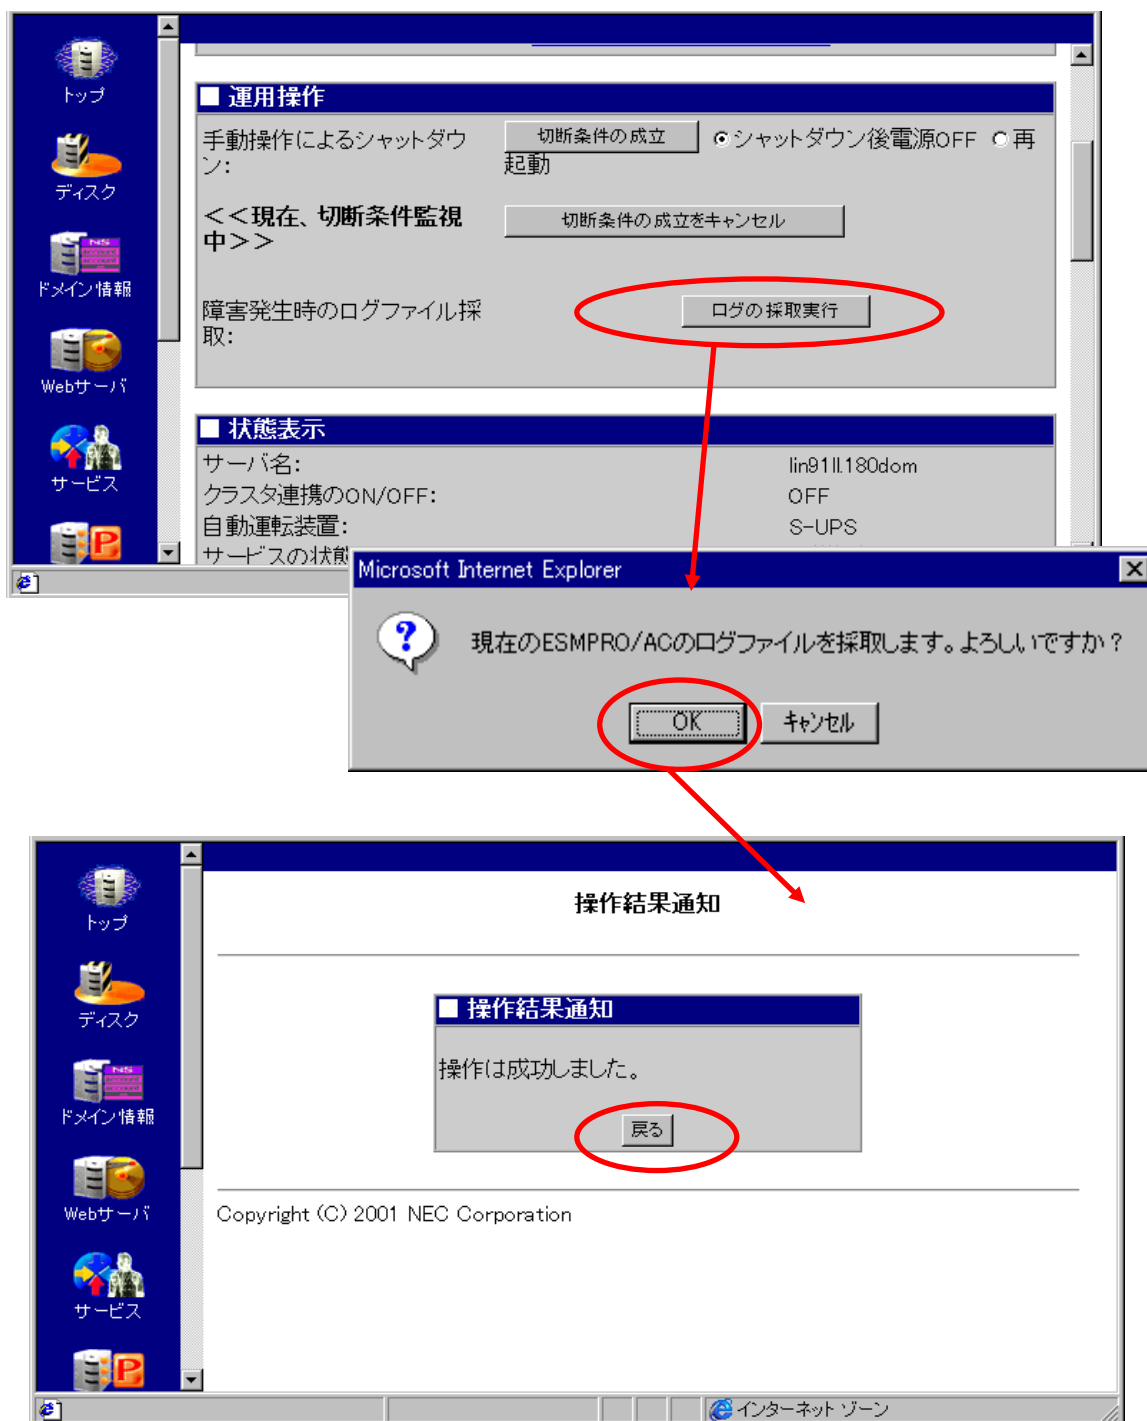 トップ
ディスク
ドメイン情報
Webサーバ
サービス
■ 運用操作
手動操作によるシャットダウ
ン:
切断条件の成立
シャットダウン後電源OFF
再
起動
＜＜現在、切断条件監視
中＞＞
切断条件の成立をキャンセル
障害発生時のログファイル採
取:
ログの採取実行
■ 状態表示
サーバ名:
lin91II.180dom
クラスタ連携のON/OFF:
OFF
自動運転装置:
S-UPS
サービスの状態
Microsoft Internet Explorer
現在のESMPRO/ACのログファイルを採取します。よろしいですか？
OK
キャンセル
トップ
ディスク
ドメイン情報
Webサーバ
サービス
操作結果通知
■ 操作結果通知
操作は成功しました。
戻る
Copyright (C) 2001 NEC Corporation
インターネット ゾーン